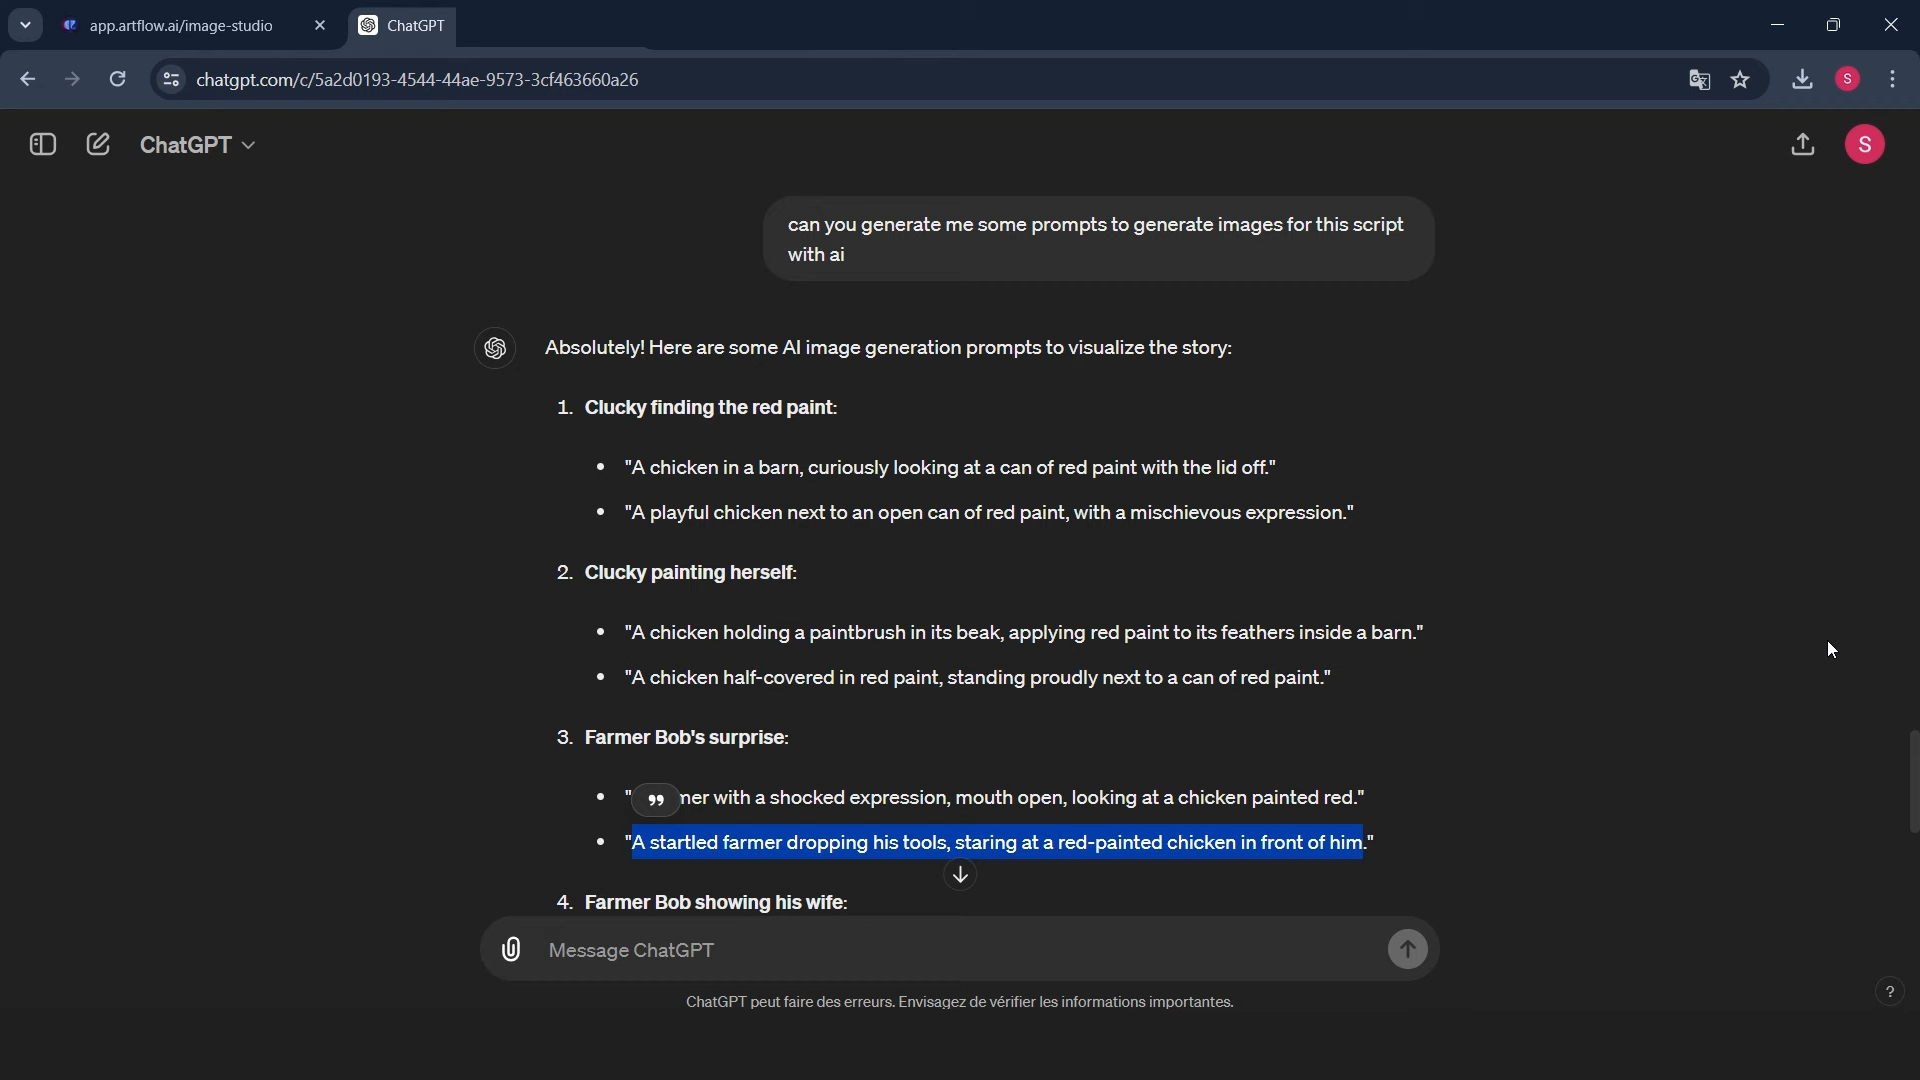 app.artflow.ai/image-studio
ChatGPT
chatgpt.com/c/5a2d0193-4544-44ae-9573-3cf463660a26
S
ChatGPT
S
can you generate me some prompts to generate images for this script
with ai
Absolutely! Here are some AI image generation prompts to visualize the story:
1. Clucky finding the red paint:
• "A chicken in a barn, curiously looking at a can of red paint with the lid off."
• "A playful chicken next to an open can of red paint, with a mischievous expression."
2. Clucky painting herself:
• "A chicken holding a paintbrush in its beak, applying red paint to its feathers inside a barn."
• "A chicken half-covered in red paint, standing proudly next to a can of red paint."
3. Farmer Bob's surprise:
• " mer with a shocked expression, mouth open, looking at a chicken painted red."
• "A startled farmer dropping his tools, staring at a red-painted chicken in front of him."
4. Farmer Bob showing his wife:
Message ChatGPT
ChatGPT peut faire des erreurs. Envisagez de vérifier les informations importantes.
?